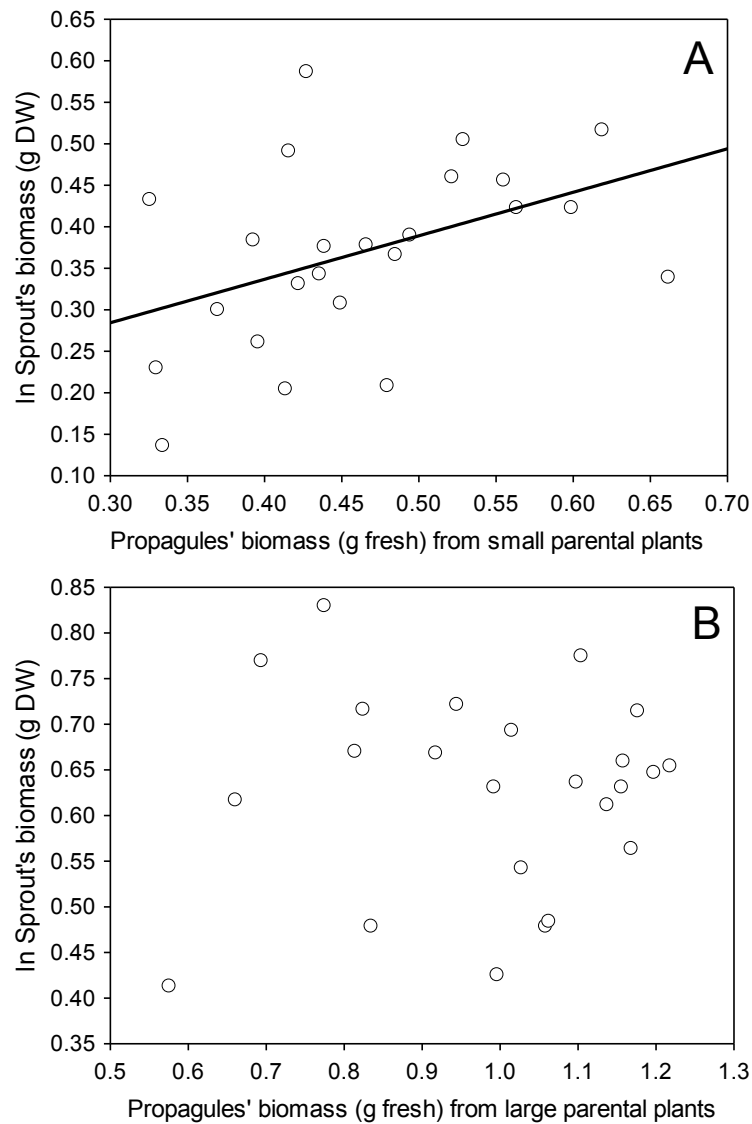 A
ln Sprout's biomass (g DW)
0.65
0.60
0.55
0.50
0.45
0.40
0.35
0.30
0.25
0.20
0.15
0.10
0.30 0.35 0.40 0.45 0.50 0.55 0.60 0.65 0.70
Propagules' biomass (g fresh) from small parental plants
B
ln Sprout's biomass (g DW)
0.85
0.80
0.75
0.70
0.65
0.60
0.55
0.50
0.45
0.40
0.35
0.5 0.6 0.7 0.8 0.9 1.0 1.1 1.2 1.3
Propagules' biomass (g fresh) from large parental plants